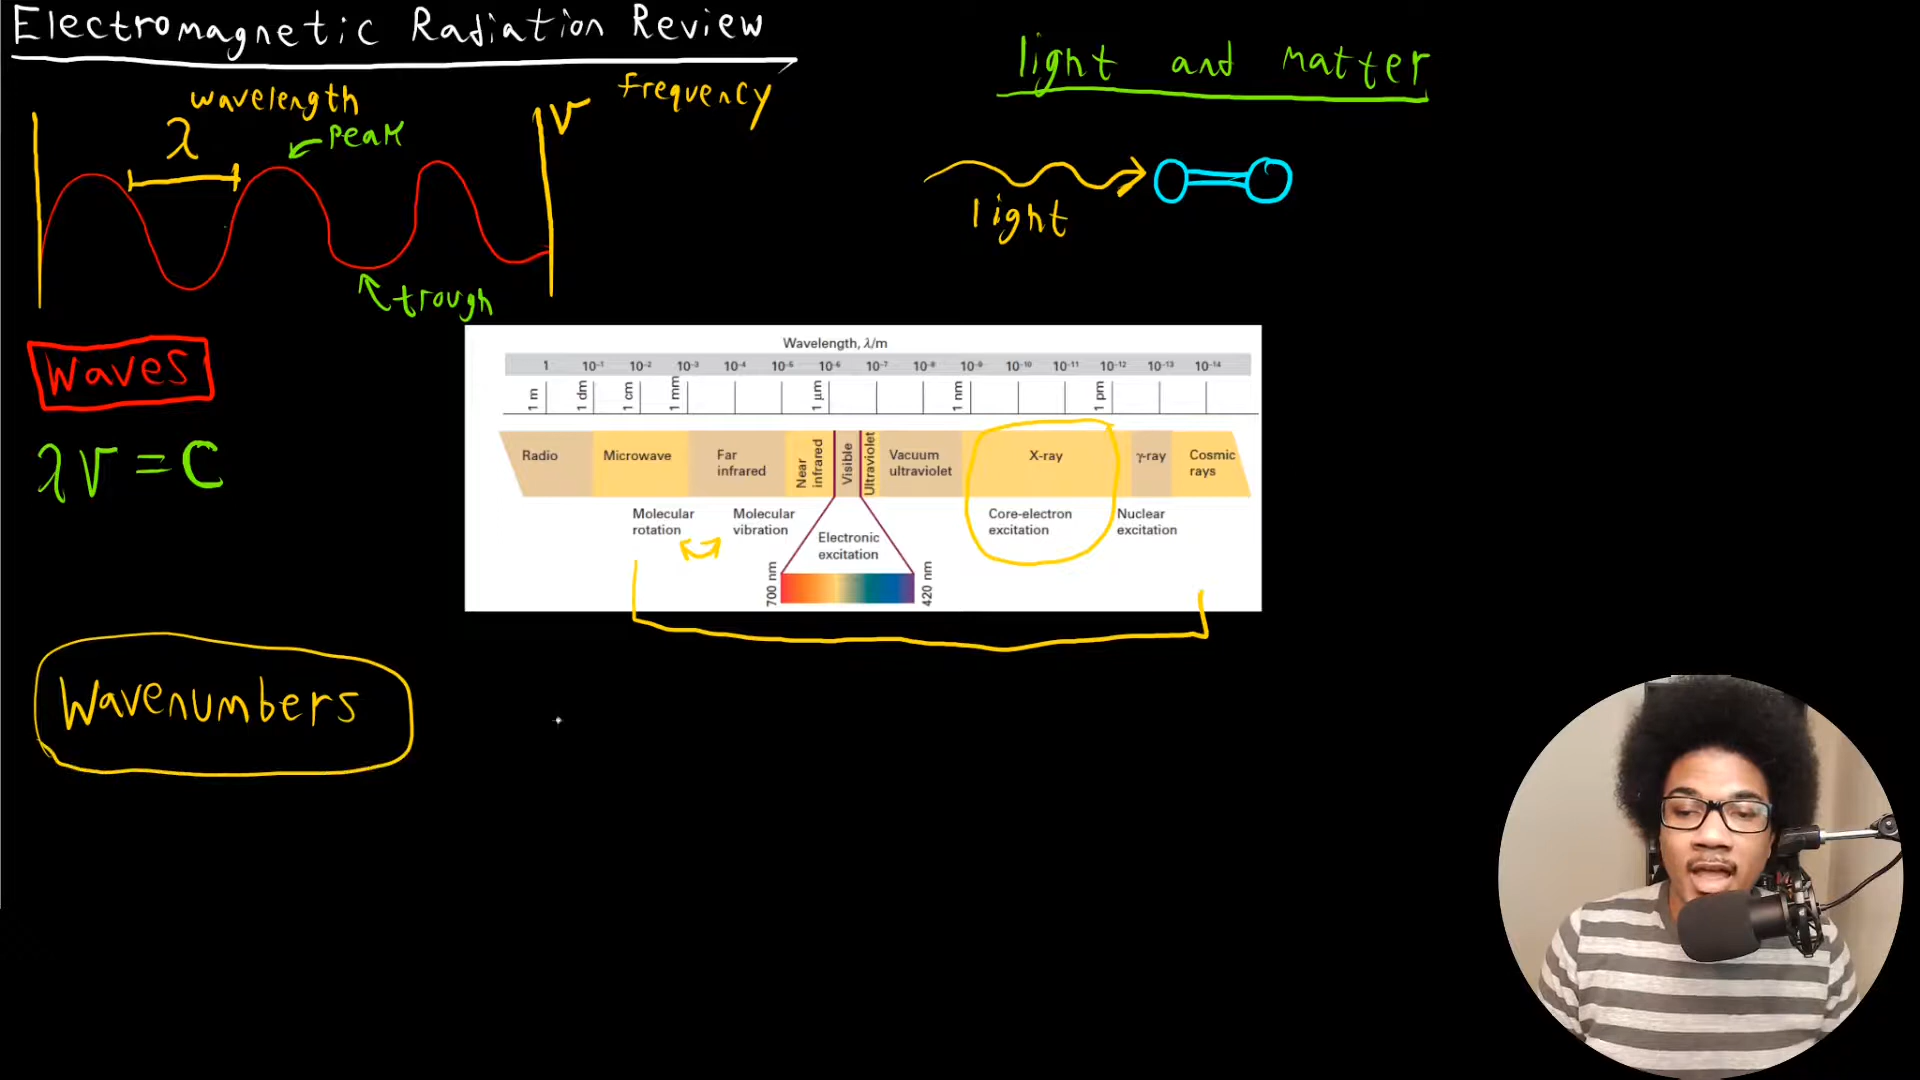 Electromagnetic Radiation Review
light and matter
wavelength
ν frequency
λ
peak
light
trough
Waves
λν = C
Wavelength, λ/m
1 10⁻¹ 10⁻² 10⁻³ 10⁻⁴ 10⁻⁵ 10⁻⁶ 10⁻⁷ 10⁻⁸ 10⁻⁹ 10⁻¹⁰ 10⁻¹¹ 10⁻¹² 10⁻¹³ 10⁻¹⁴
1 m 1 dm 1 cm 1 mm 1 μm 1 nm 1 pm
Radio
Microwave
Far
infrared
Near
infrared
Visible
Ultraviolet
Vacuum
ultraviolet
X-ray
γ-ray
Cosmic
rays
Molecular
rotation
Molecular
vibration
Electronic
excitation
Core-electron
excitation
Nuclear
excitation
700 nm
420 nm
Wavenumbers